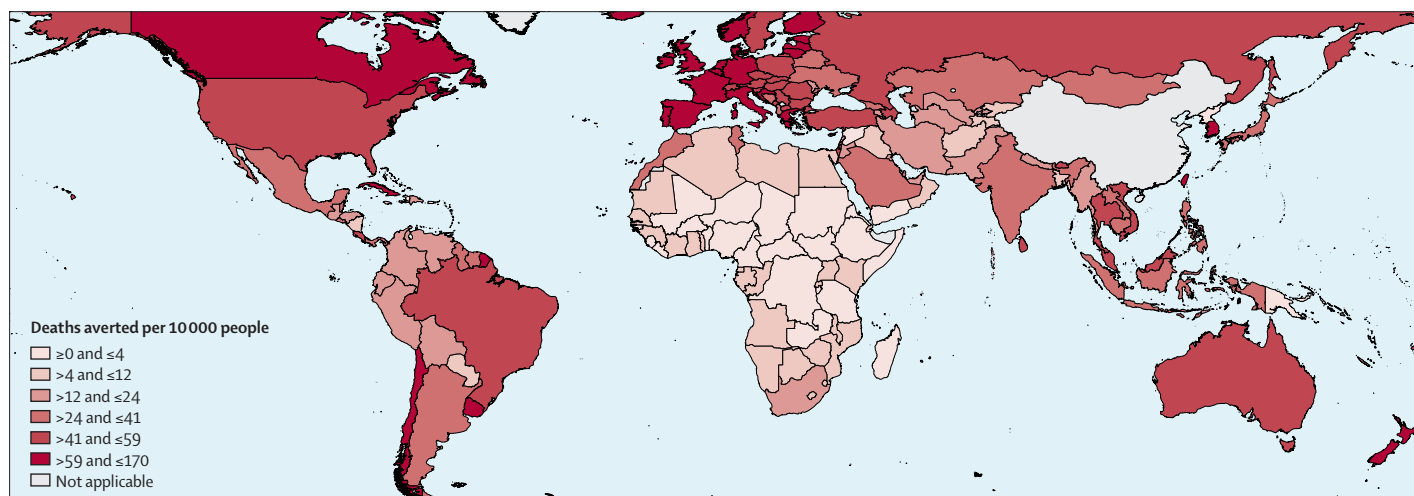 Deaths averted per 10 000 people
≥0 and ≤4
>4 and ≤12
>12 and ≤24
>24 and ≤41
>41 and ≤59
>59 and ≤170
Not applicable